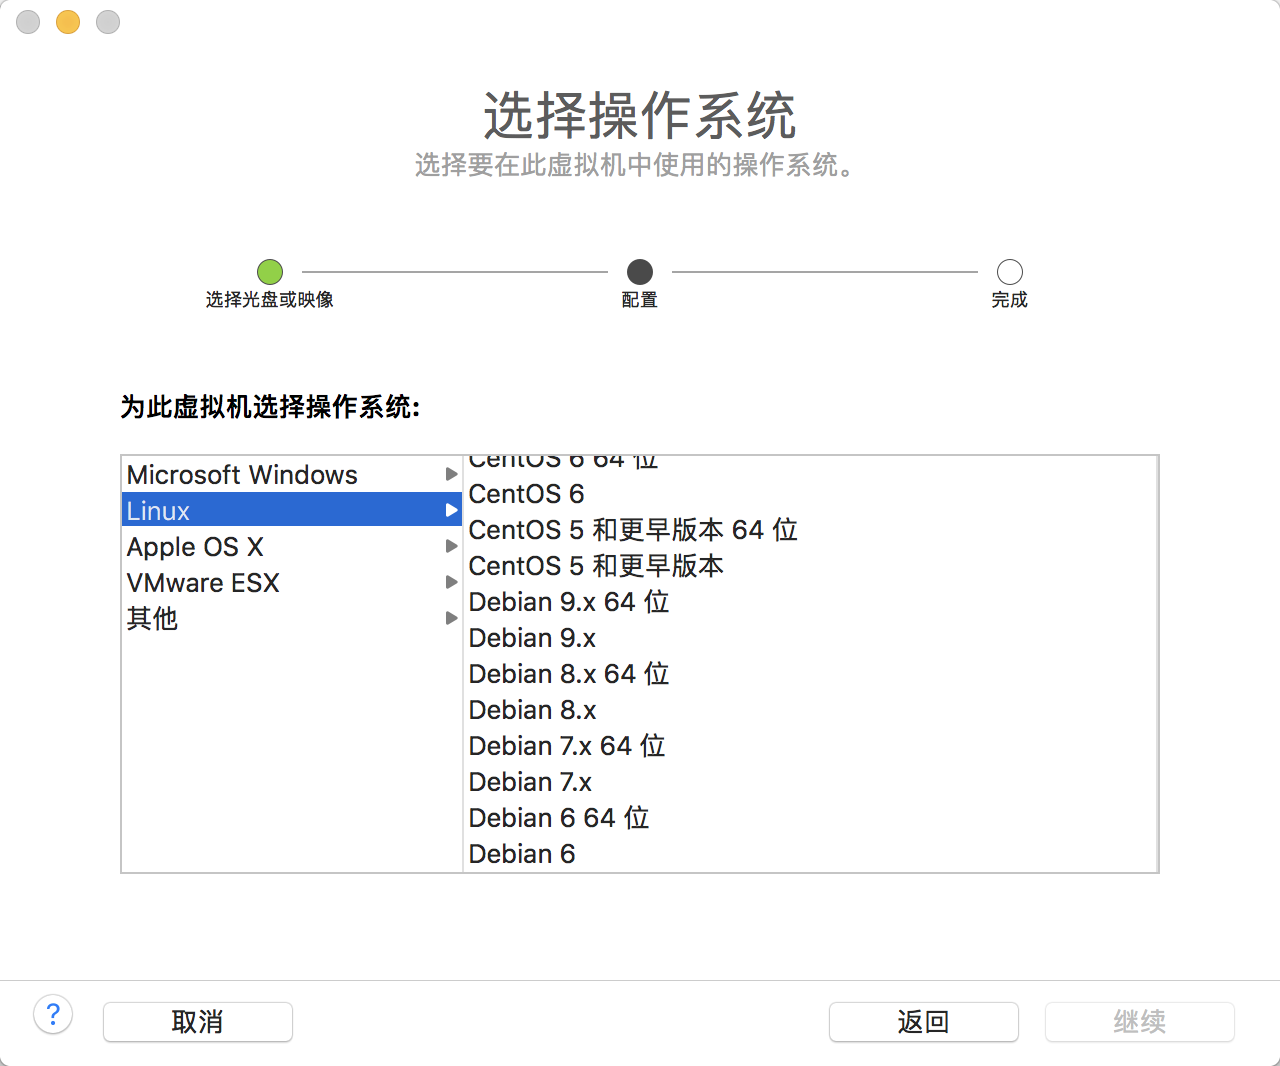 选择操作系统
选择要在此虚拟机中使用的操作系统。
选择光盘或映像
配置
完成
为此虚拟机选择操作系统:
Microsoft Windows
Linux
Apple OS X
VMware ESX
其他
CentOS 6 64 位
CentOS 6
CentOS 5 和更早版本 64 位
CentOS 5 和更早版本
Debian 9.x 64 位
Debian 9.x
Debian 8.x 64 位
Debian 8.x
Debian 7.x 64 位
Debian 7.x
Debian 6 64 位
Debian 6
?
取消
返回
继续